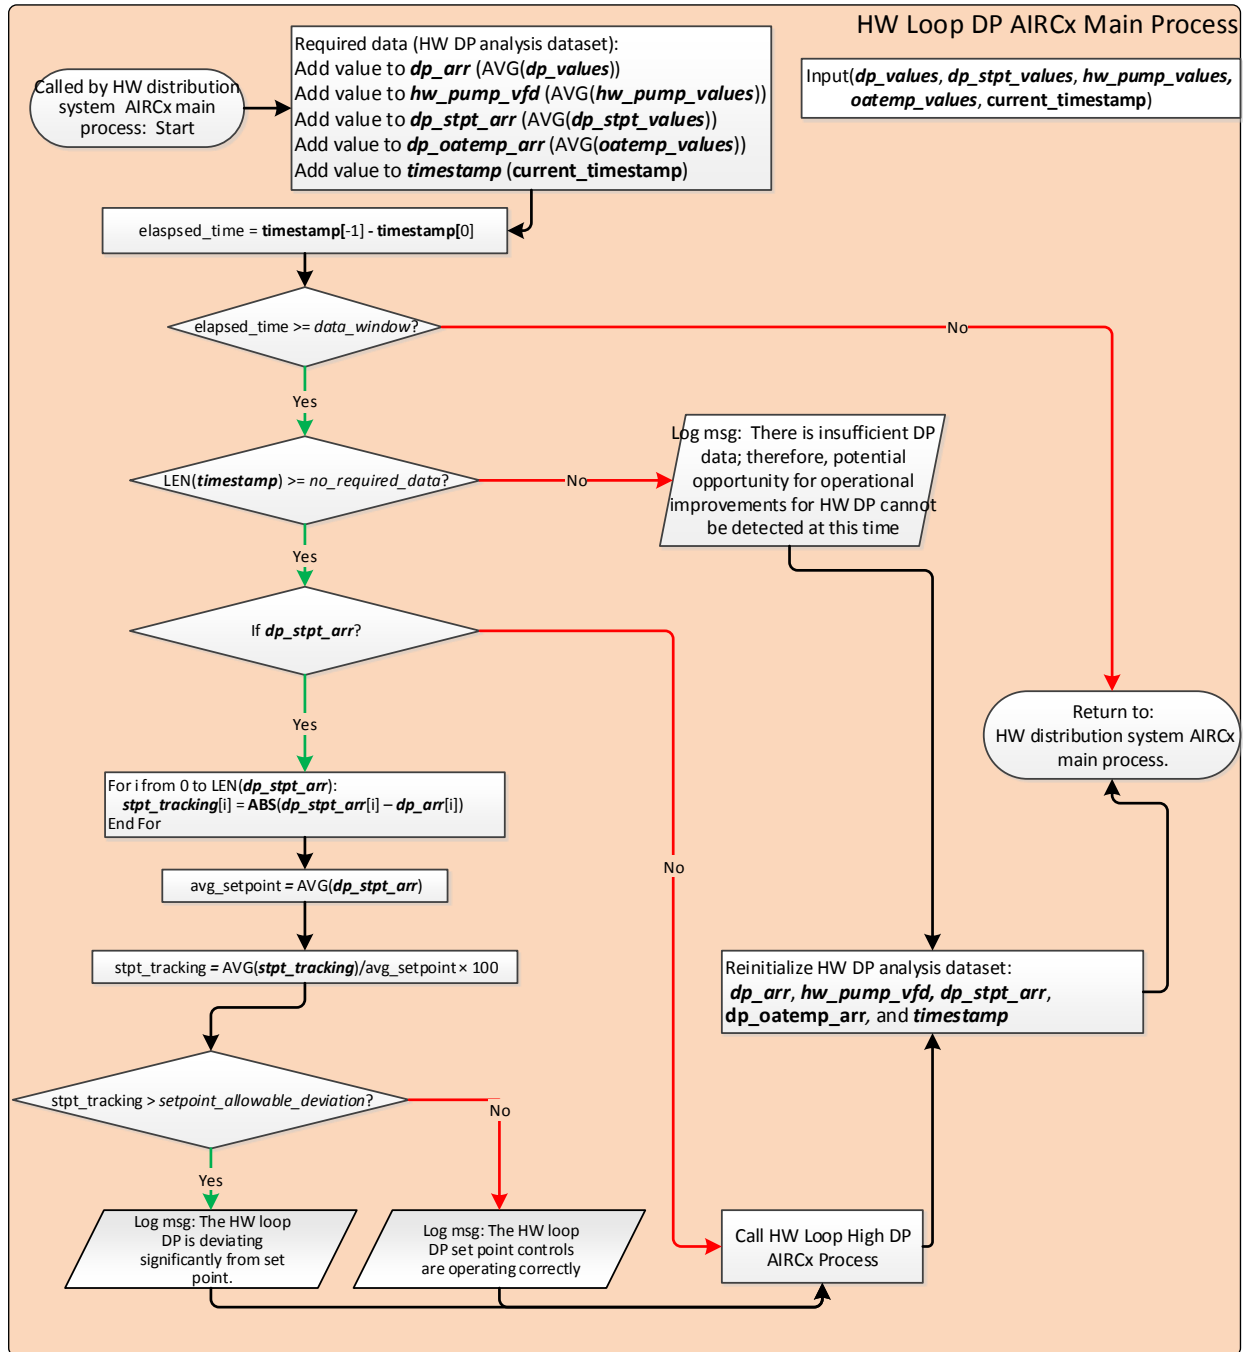 HW Loop DP AIRCx Main Process
Called by HW distribution
system  AIRCx main
process:  Start
Required data (HW DP analysis dataset):
Add value to dp_arr (AVG(dp_values))
Add value to hw_pump_vfd (AVG(hw_pump_values))
Add value to dp_stpt_arr (AVG(dp_stpt_values))
Add value to dp_oatemp_arr (AVG(oatemp_values))
Add value to timestamp (current_timestamp)
Input(dp_values, dp_stpt_values, hw_pump_values,
oatemp_values, current_timestamp)
elaspsed_time = timestamp[-1] - timestamp[0]
elapsed_time >= data_window?
No
Yes
LEN(timestamp) >= no_required_data?
No
Log msg:  There is insufficient DP
data; therefore, potential
opportunity for operational
improvements for HW DP cannot
be detected at this time
Yes
If dp_stpt_arr?
Yes
No
Return to:
HW distribution system AIRCx
main process.
For i from 0 to LEN(dp_stpt_arr):
stpt_tracking[i] = ABS(dp_stpt_arr[i] – dp_arr[i])
End For
avg_setpoint = AVG(dp_stpt_arr)
stpt_tracking = AVG(stpt_tracking)/avg_setpoint × 100
Reinitialize HW DP analysis dataset:
dp_arr, hw_pump_vfd, dp_stpt_arr,
dp_oatemp_arr, and timestamp
stpt_tracking > setpoint_allowable_deviation?
No
Yes
Log msg: The HW loop
DP is deviating
significantly from set
point.
Log msg: The HW loop
DP set point controls
are operating correctly
Call HW Loop High DP
AIRCx Process